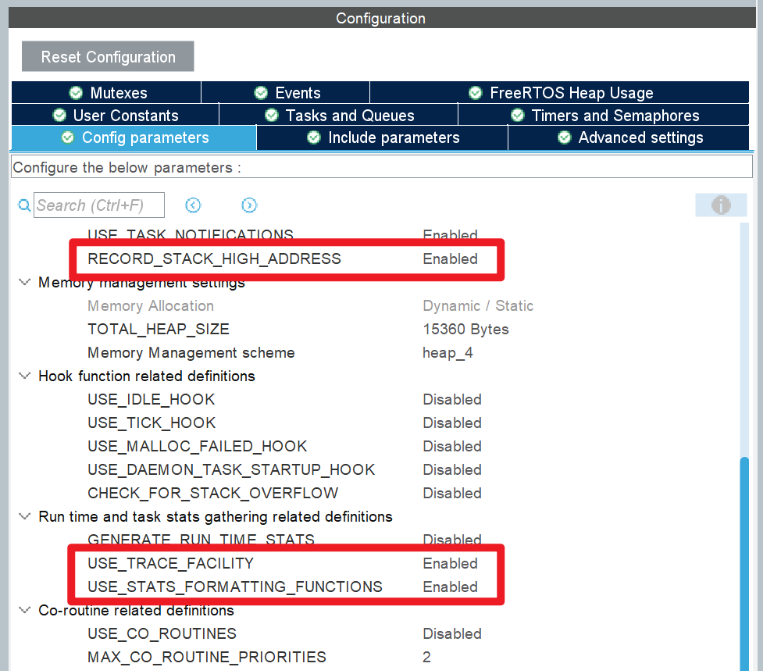 Configuration
Reset Configuration
Mutexes Events FreeRTOS Heap Usage
User Constants Tasks and Queues Timers and Semaphores
Config parameters Include parameters Advanced settings
Configure the below parameters :
Search (Ctrl+F)
USE_TASK_NOTIFICATIONS Enabled
RECORD_STACK_HIGH_ADDRESS Enabled
Memory management settings
Memory Allocation Dynamic / Static
TOTAL_HEAP_SIZE 15360 Bytes
Memory Management scheme heap_4
Hook function related definitions
USE_IDLE_HOOK Disabled
USE_TICK_HOOK Disabled
USE_MALLOC_FAILED_HOOK Disabled
USE_DAEMON_TASK_STARTUP_HOOK Disabled
CHECK_FOR_STACK_OVERFLOW Disabled
Run time and task stats gathering related definitions
GENERATE_RUN_TIME_STATS Disabled
USE_TRACE_FACILITY Enabled
USE_STATS_FORMATTING_FUNCTIONS Enabled
Co-routine related definitions
USE_CO_ROUTINES Disabled
MAX_CO_ROUTINE_PRIORITIES 2